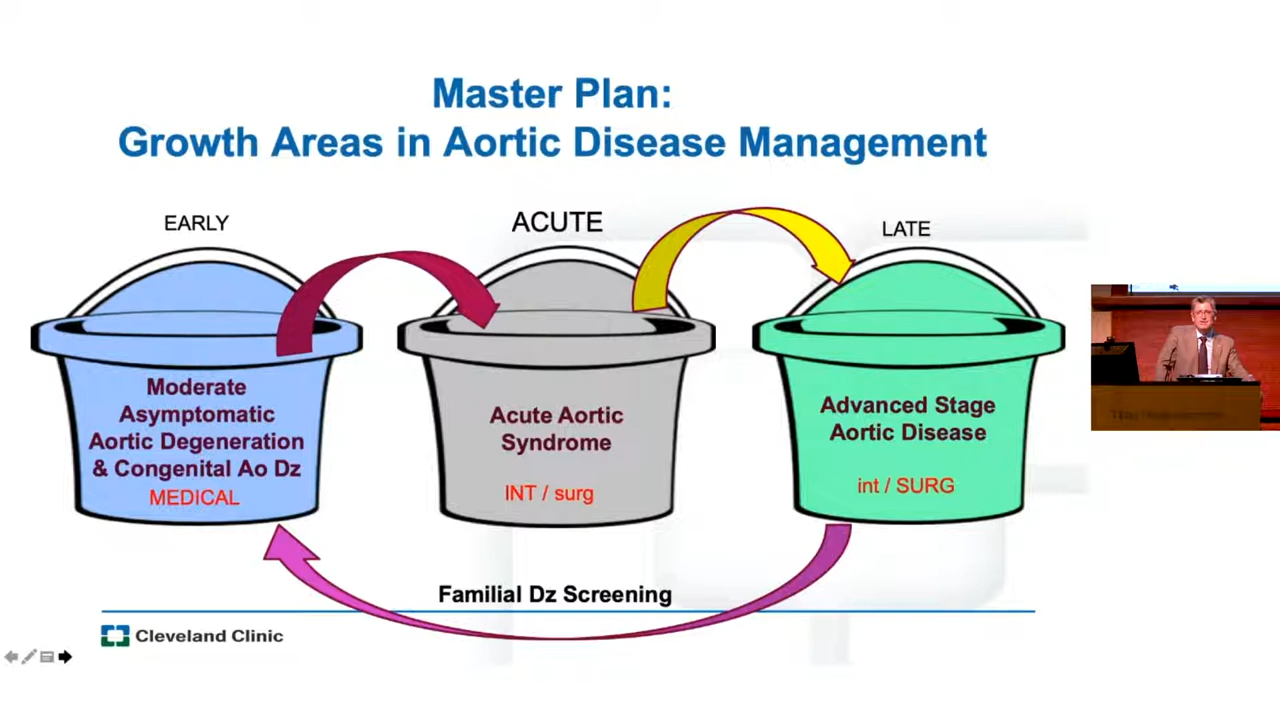 Master Plan:
Growth Areas in Aortic Disease Management
EARLY
ACUTE
LATE
Moderate
Asymptomatic
Aortic Degeneration
& Congenital Ao Dz
MEDICAL
Acute Aortic
Syndrome
INT / surg
Advanced Stage
Aortic Disease
int / SURG
Familial Dz Screening
Cleveland Clinic